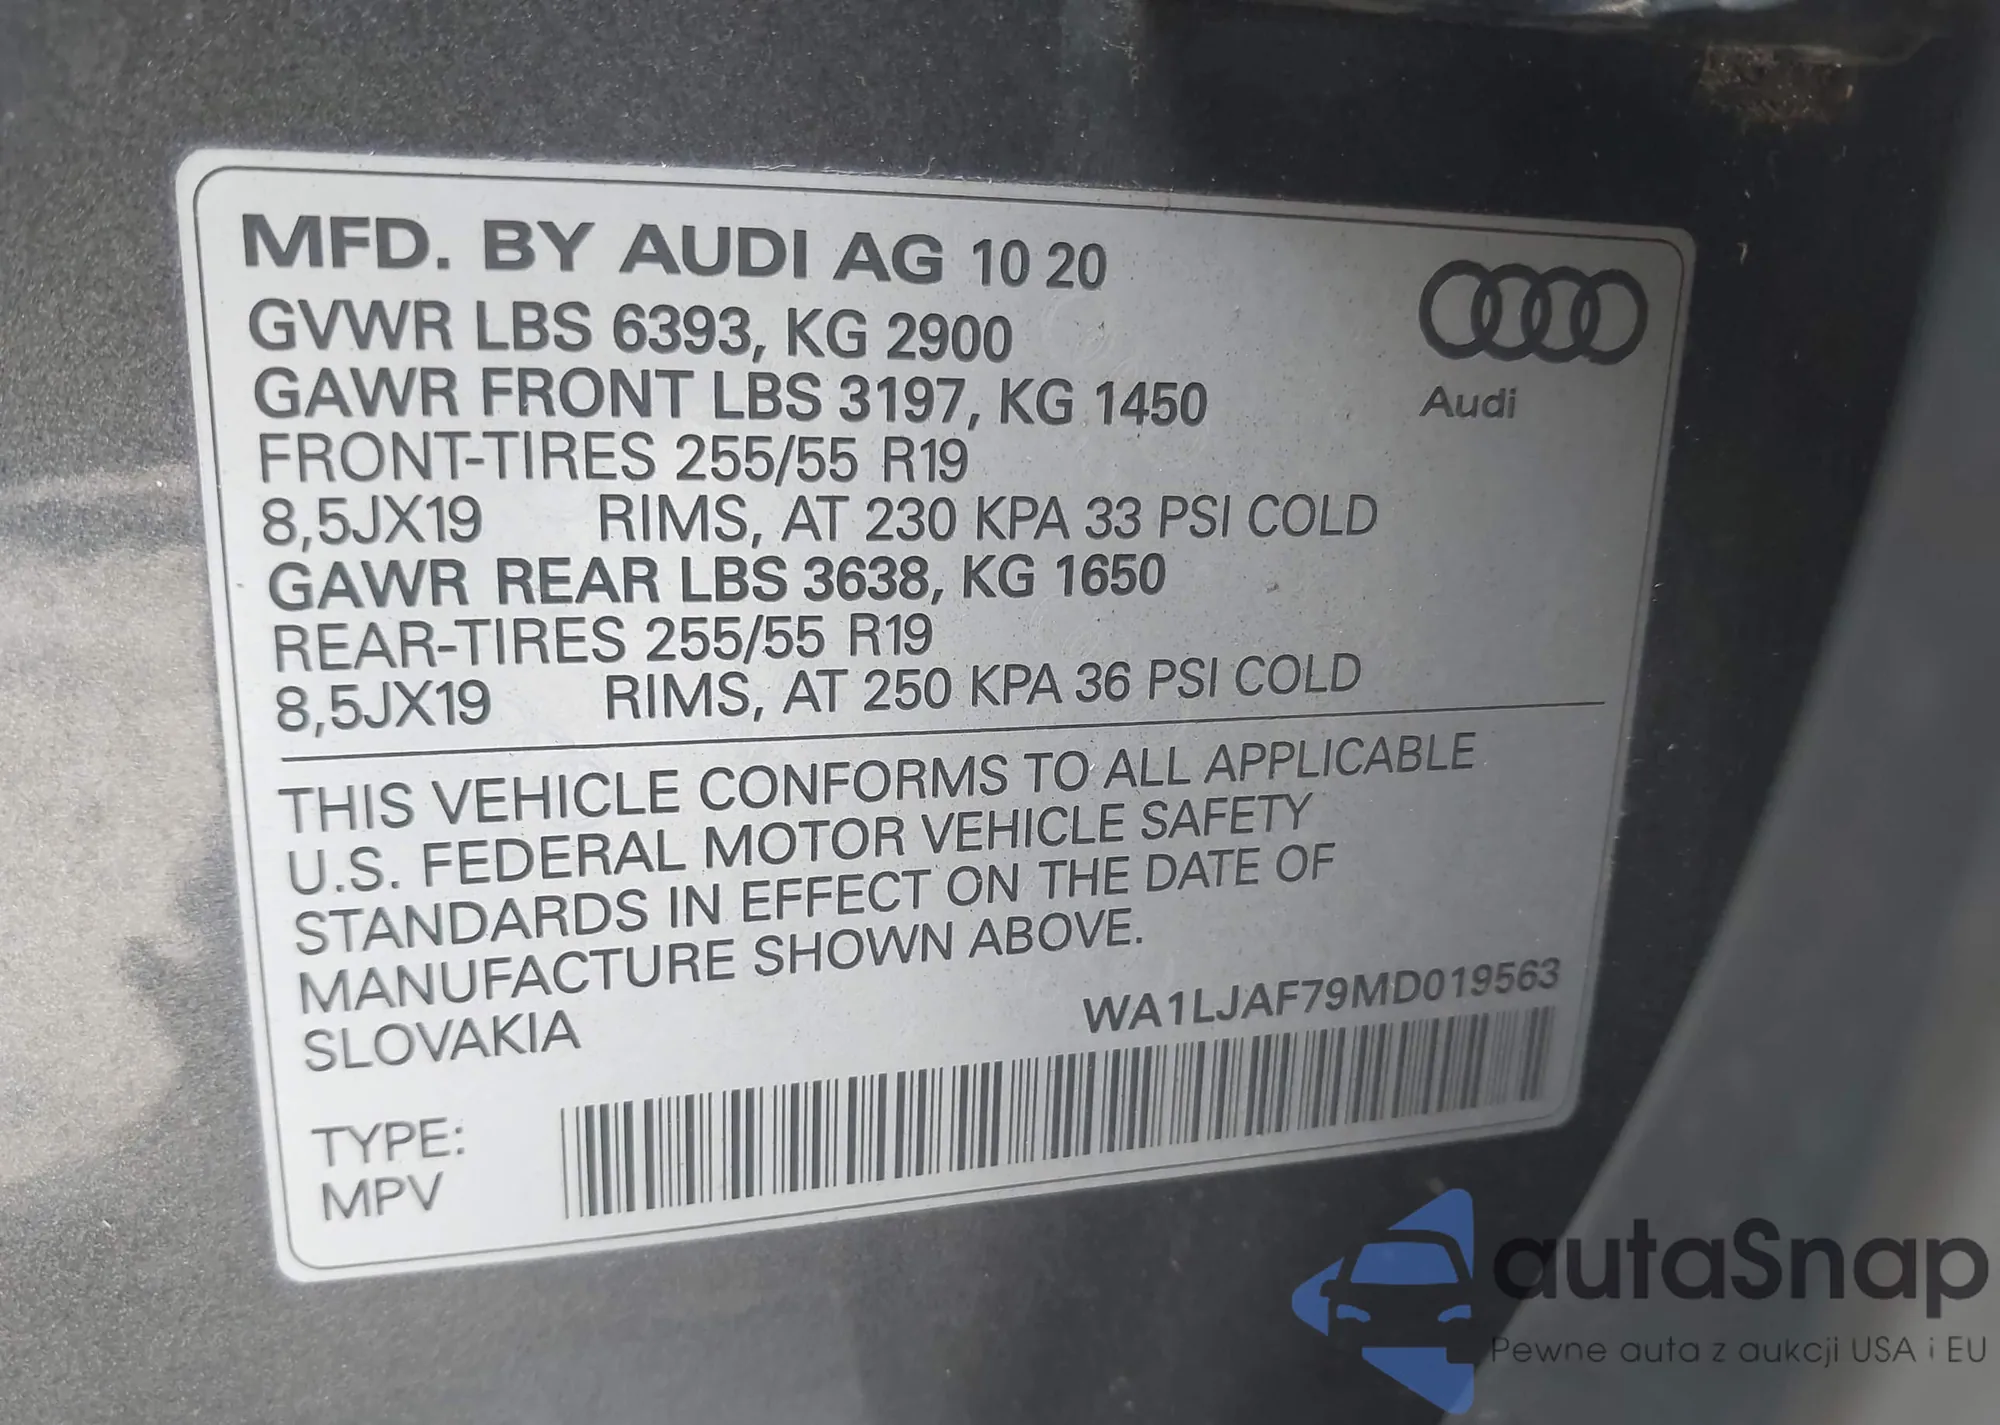 MFD. BY AUDI AG 10 20
GVWR LBS 6393, KG 2900
GAWR FRONT LBS 3197, KG 1450
FRONT-TIRES 255/55 R19
8,5JX19 RIMS, AT 230 KPA 33 PSI COLD
GAWR REAR LBS 3638, KG 1650
REAR-TIRES 255/55 R19
8,5JX19 RIMS, AT 250 KPA 36 PSI COLD
Audi
THIS VEHICLE CONFORMS TO ALL APPLICABLE
U.S. FEDERAL MOTOR VEHICLE SAFETY
STANDARDS IN EFFECT ON THE DATE OF
MANUFACTURE SHOWN ABOVE.
SLOVAKIA
WA1LJAF79MD019563
TYPE:
MPV
autaSnap
Pewne auta z aukcji USA i EU